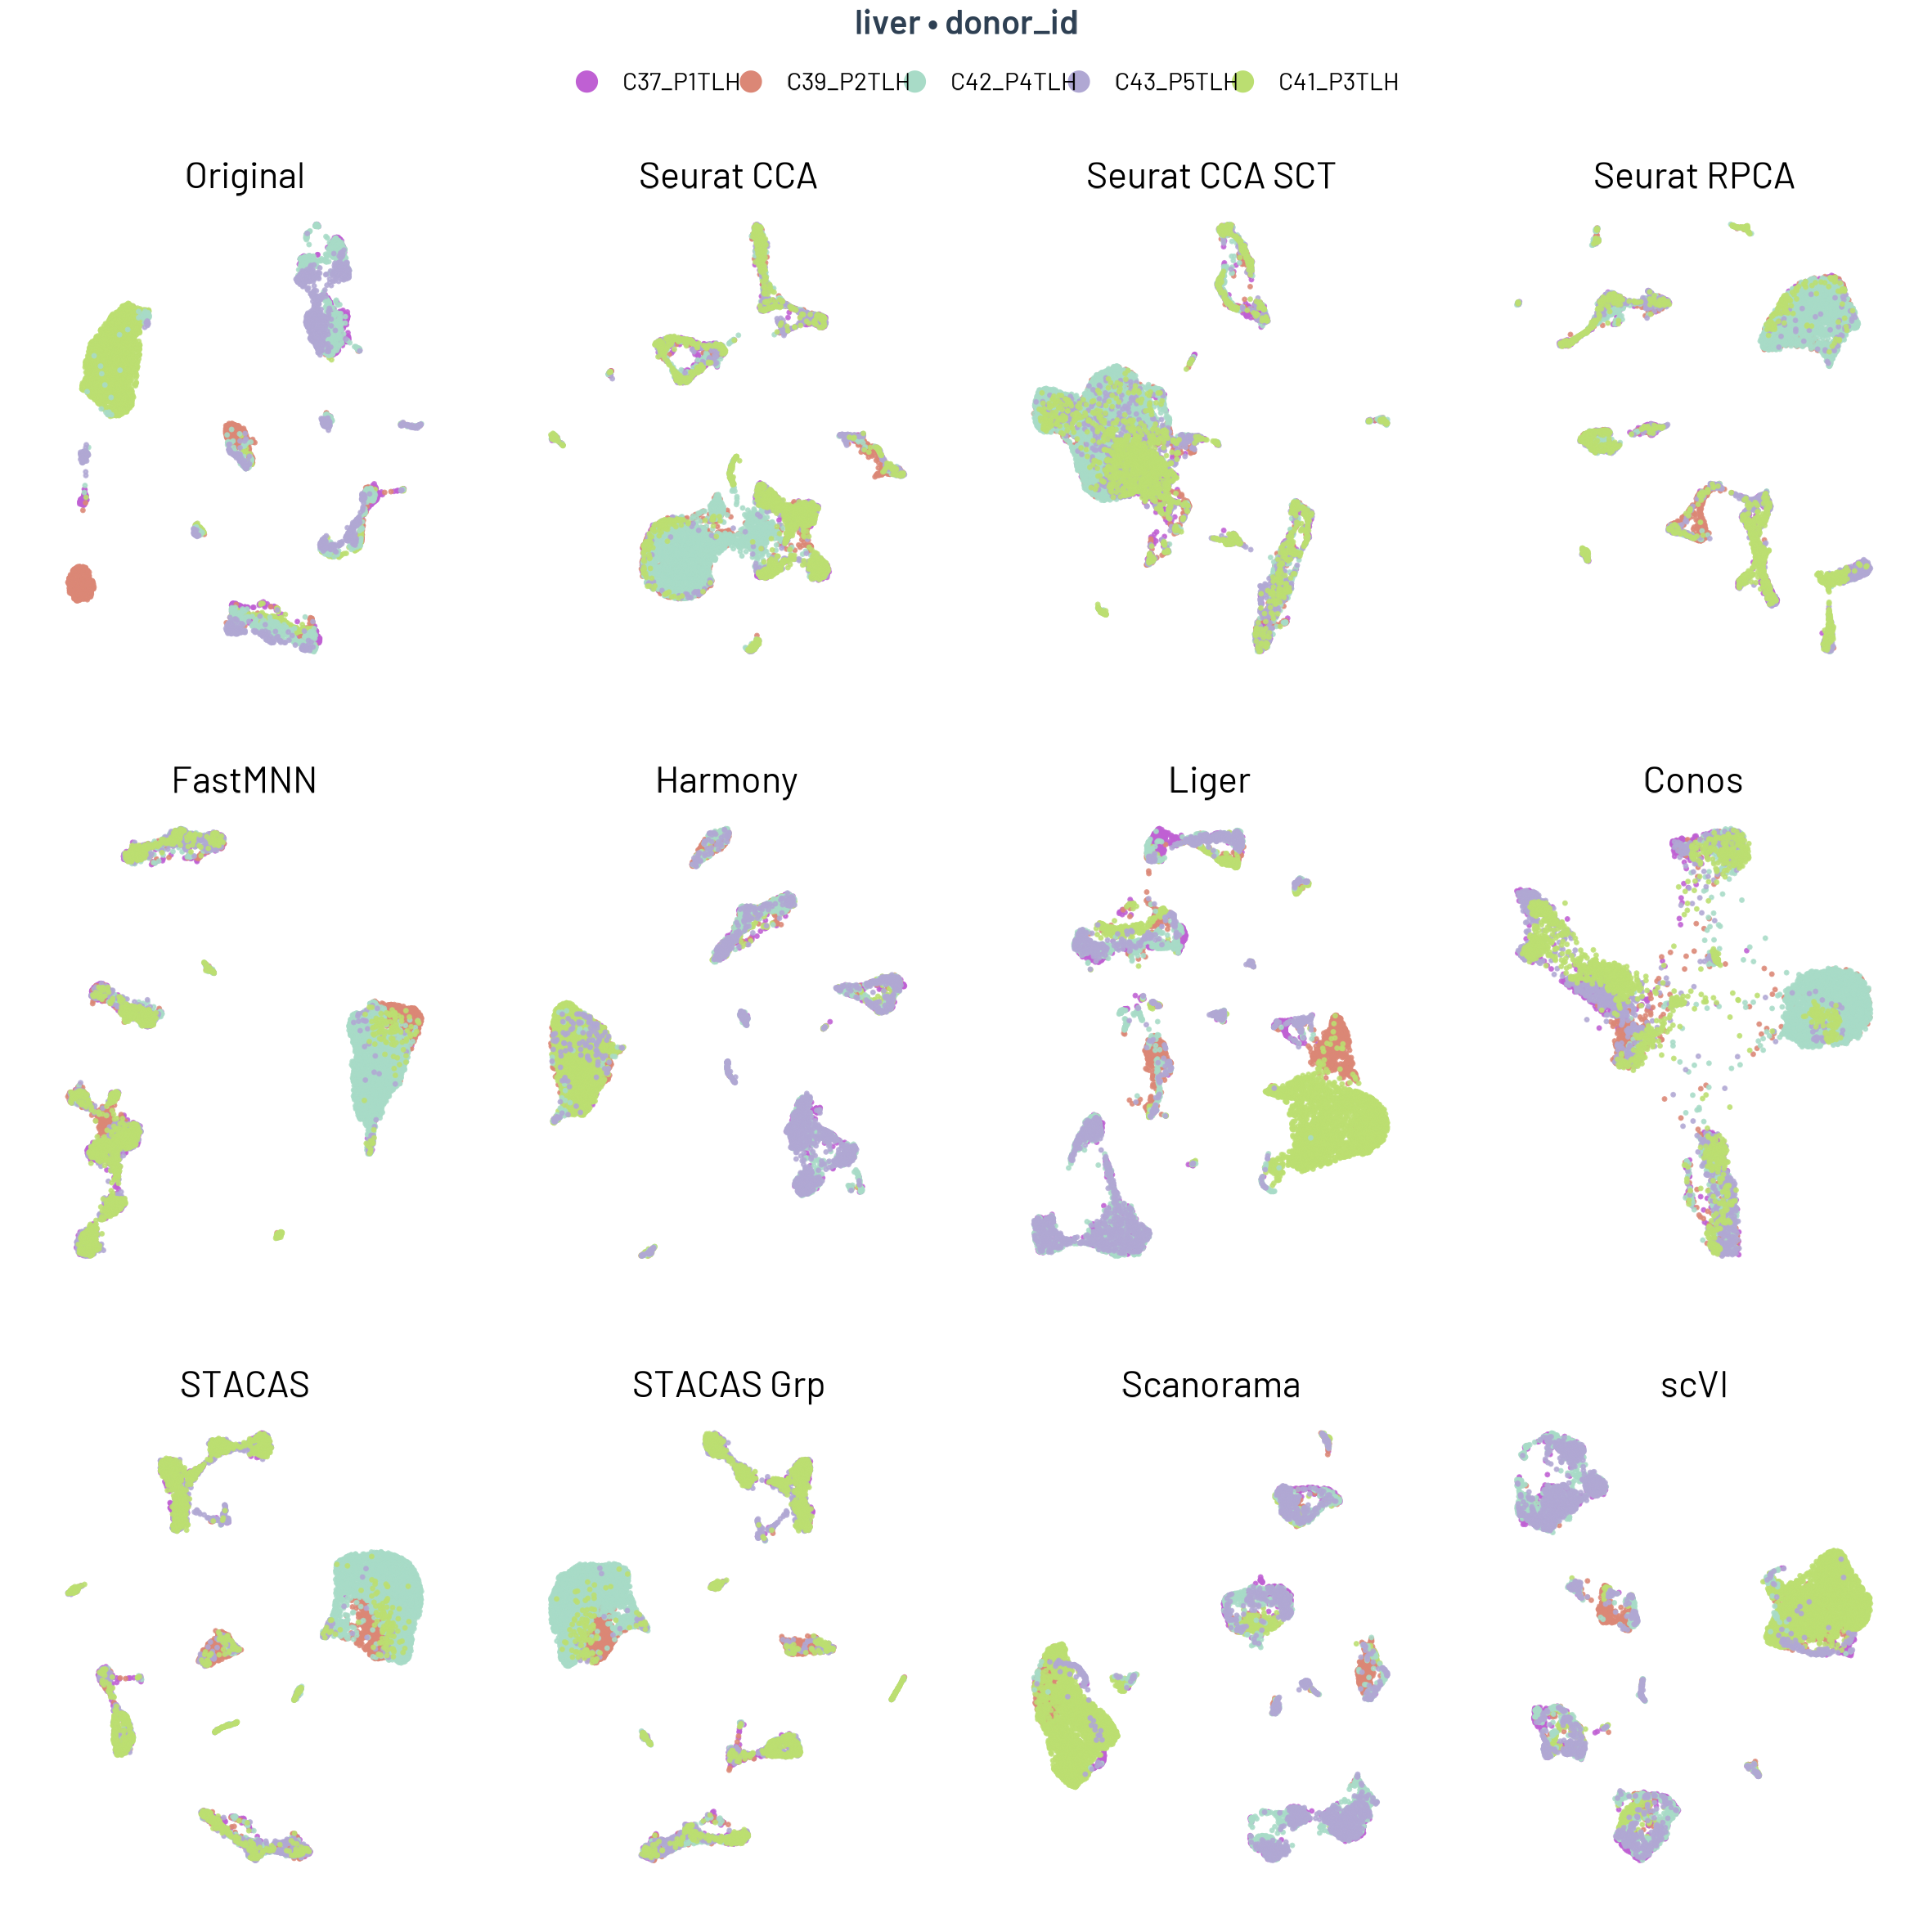 liver • donor_id
C37_P1TLH C39_P2TLH C42_P4TLH C43_P5TLH C41_P3TLH
Original Seurat CCA Seurat CCA SCT Seurat RPCA
FastMNN Harmony Liger Conos
STACAS STACAS Grp Scanorama scVI